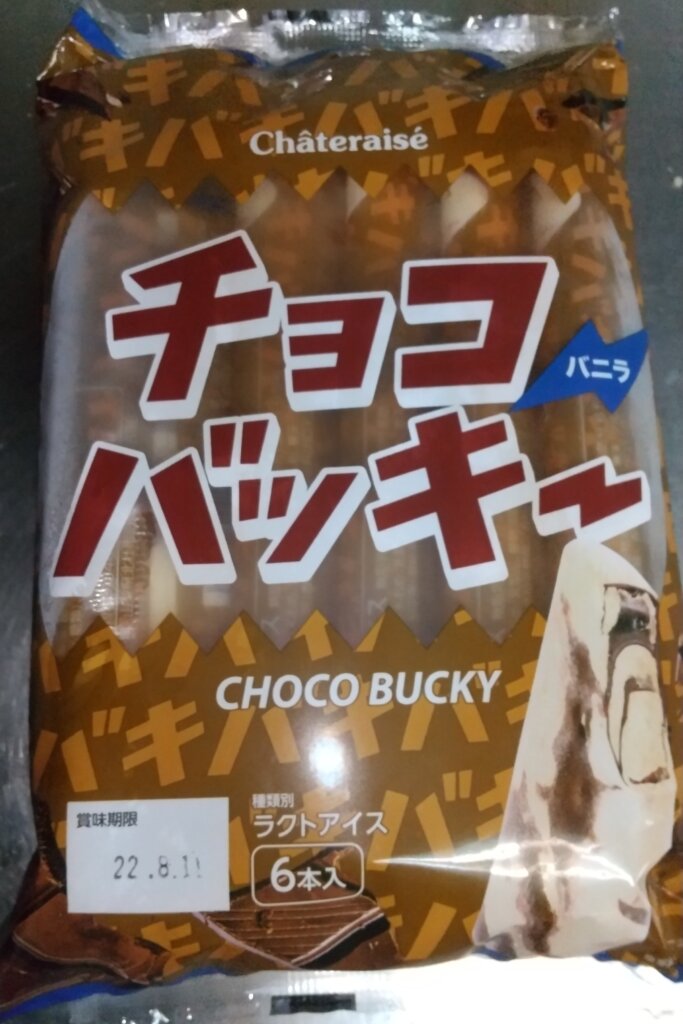 Châteraisé
チョコ
バニラ
バッキー
CHOCO BUCKY
種類別
ラクトアイス
6本入
賞味期限
22.8.11